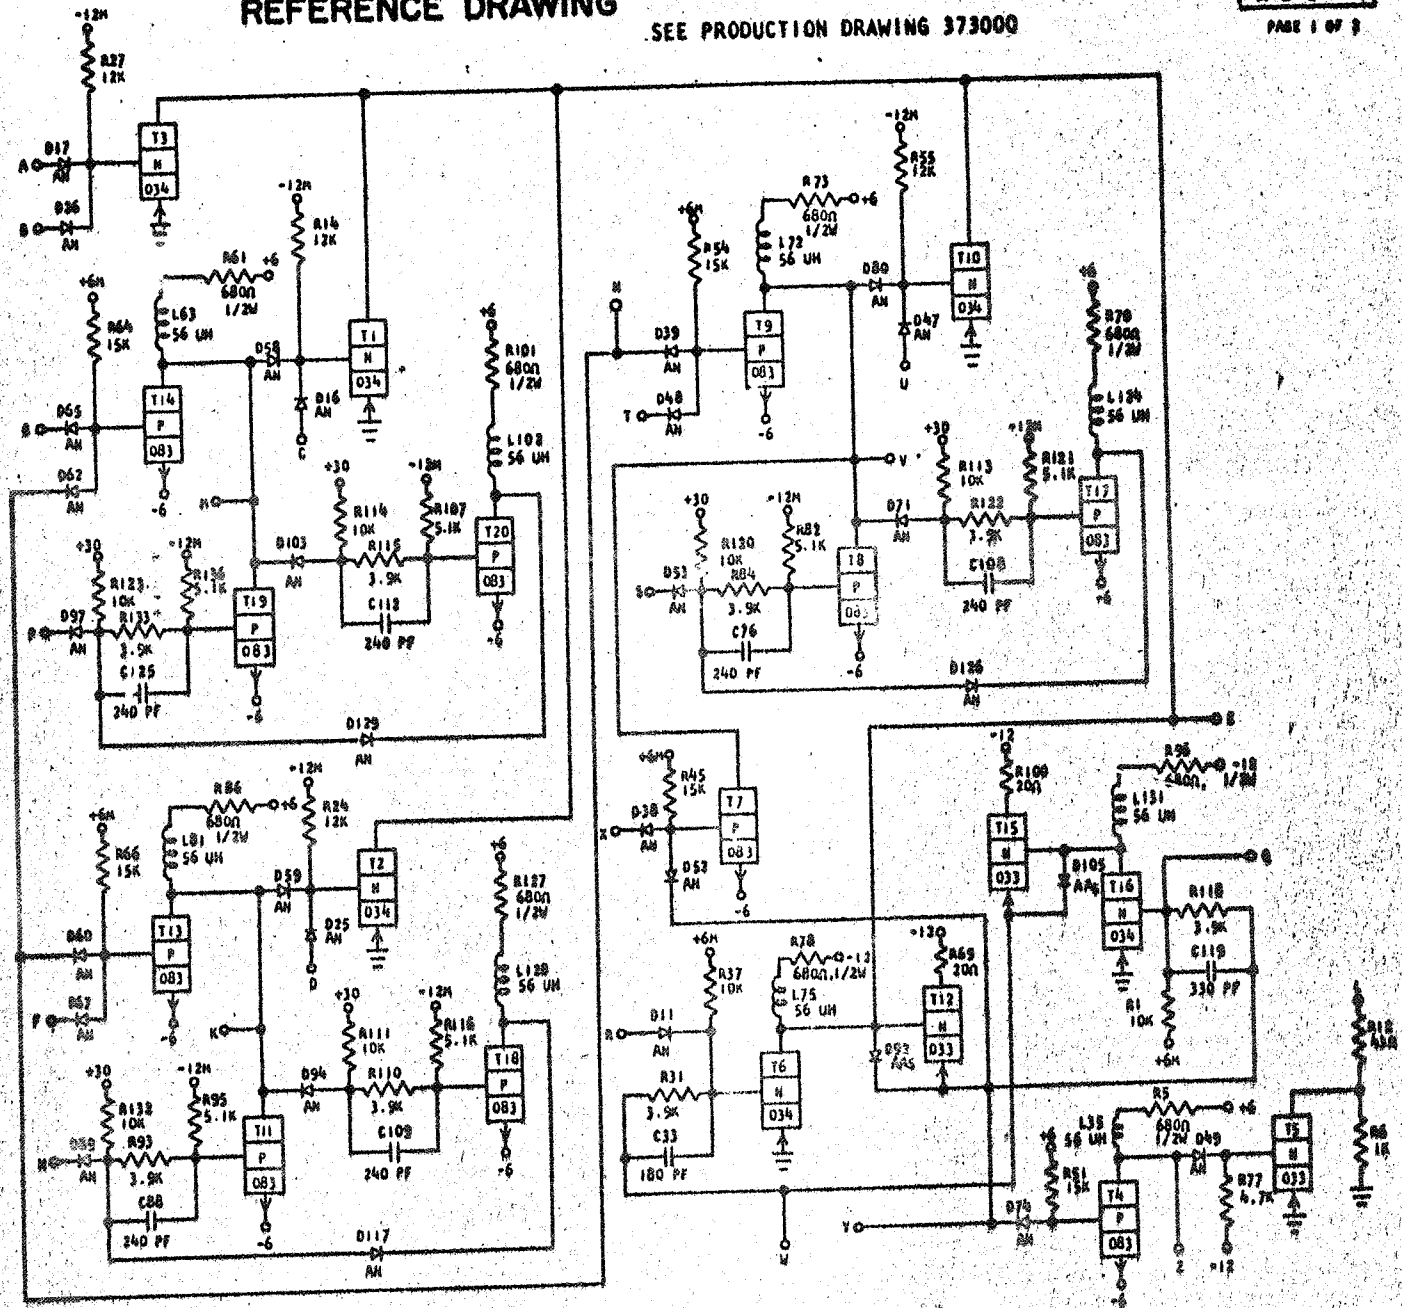 REFERENCE DRAWING
SEE PRODUCTION DRAWING 373000
PAGE 1 OF
-12M
R27
12K
D17
A
AN
T3
N
034
D36
B
AN
-12M
R14
12K
R61
+6
680Ω
1/2W
L63
56 UH
+6M
R64
15K
D58
AN
T1
N
034
D16
AN
C
T14
P
083
-6
D65
AN
D62
AN
+6
R101
680Ω
1/2W
L102
56 UH
+30
R114
10K
-12M
R107
5.1K
D103
AN
R115
3.9K
C112
240 PF
T20
P
083
-6
+30
R123
10K
-12M
5.1K
D97
AN
R133
3.9K
C125
240 PF
T19
P
083
-6
D129
AN
R86
+6
680Ω
1/2W
L81
56 UH
+6M
R66
15K
-12M
R24
12K
D59
AN
T2
N
034
D25
AN
D
T13
P
083
-6
D60
AN
F
AN
+6
R127
680Ω
1/2W
L128
56 UH
K
+30
R111
10K
-12M
R116
5.1K
D94
AN
R110
3.9K
C109
240 PF
T18
P
083
-6
+30
R132
10K
-12M
R95
5.1K
AN
R93
3.9K
C88
240 PF
T11
P
083
-6
D117
AN
-12M
R55
12K
R73
+6
680Ω
1/2W
L72
56 UH
+6M
R54
15K
D80
AN
T10
N
034
D47
AN
U
D39
AN
D48
T
AN
T9
P
083
-6
+6
R70
680Ω
1/2W
L124
56 UH
V
+30
R113
10K
-12M
R121
5.1K
D71
AN
R122
3.9K
C108
240 PF
T17
P
083
-6
+30
R120
10K
-12M
R82
5.1K
D53
AN
R84
3.9K
C76
240 PF
T8
P
083
-6
D126
AN
+6M
R45
15K
D38
AN
T7
P
083
-6
D52
AN
-12
R100
20Ω
T15
N
033
680Ω,
L131
56 UH
D105
T16
N
034
R118
3.9K
C119
330 PF
R1
10K
+6M
+6M
R37
10K
R78
-12
680Ω,1/2W
L75
56 UH
D11
R
AN
R31
3.9K
C33
180 PF
T6
N
034
W
-12
R69
20Ω
T12
N
033
Y
D74
AN
+6
R51
15K
L35
56 UH
R5
+6
680Ω
1/2W
D49
AN
T4
P
083
-6
Z
R77
4.7K
-12
T5
N
033
1K